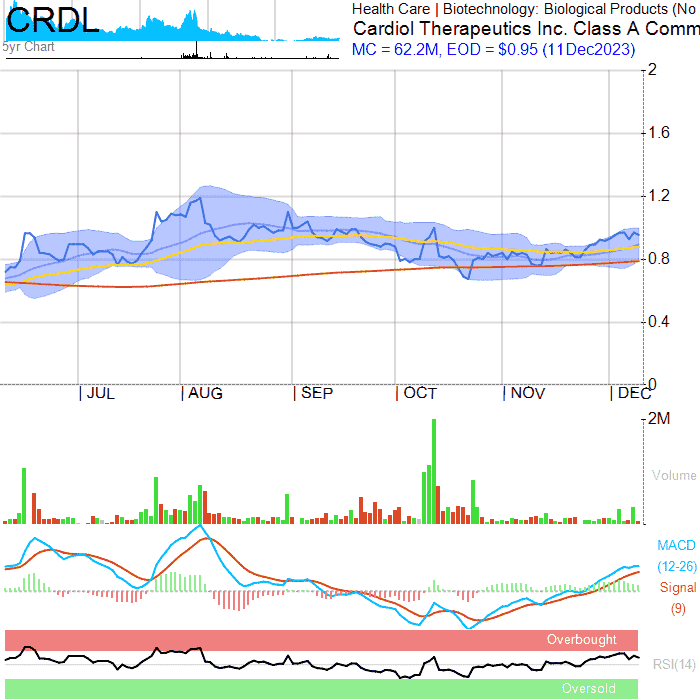 CRDL
5yr Chart
Health Care | Biotechnology: Biological Products (No
Cardiol Therapeutics Inc. Class A Comm
MC = 62.2M, EOD = $0.95 (11Dec2023)
2
1.6
1.2
0.8
0.4
0
JUL
AUG
SEP
OCT
NOV
DEC
2M
Volume
MACD
(12-26)
Signal
(9)
Overbought
RSI(14)
Oversold